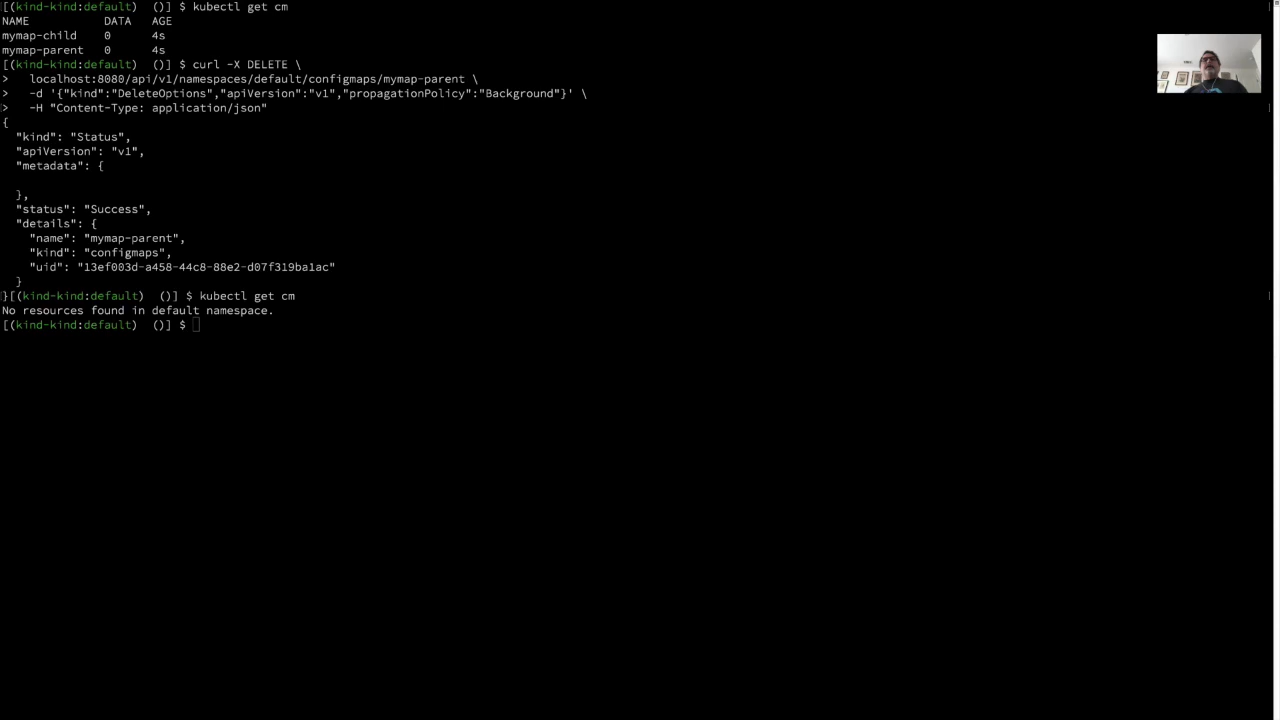 [(kind-kind:default)  ()] $ kubectl get cm
NAME           DATA   AGE
mymap-child    0      4s
mymap-parent   0      4s
[(kind-kind:default)  ()] $ curl -X DELETE \
>   localhost:8080/api/v1/namespaces/default/configmaps/mymap-parent \
>   -d '{"kind":"DeleteOptions","apiVersion":"v1","propagationPolicy":"Background"}' \
>   -H "Content-Type: application/json"
{
  "kind": "Status",
  "apiVersion": "v1",
  "metadata": {

  },
  "status": "Success",
  "details": {
    "name": "mymap-parent",
    "kind": "configmaps",
    "uid": "13ef003d-a458-44c8-88e2-d07f319ba1ac"
  }
}[(kind-kind:default)  ()] $ kubectl get cm
No resources found in default namespace.
[(kind-kind:default)  ()] $